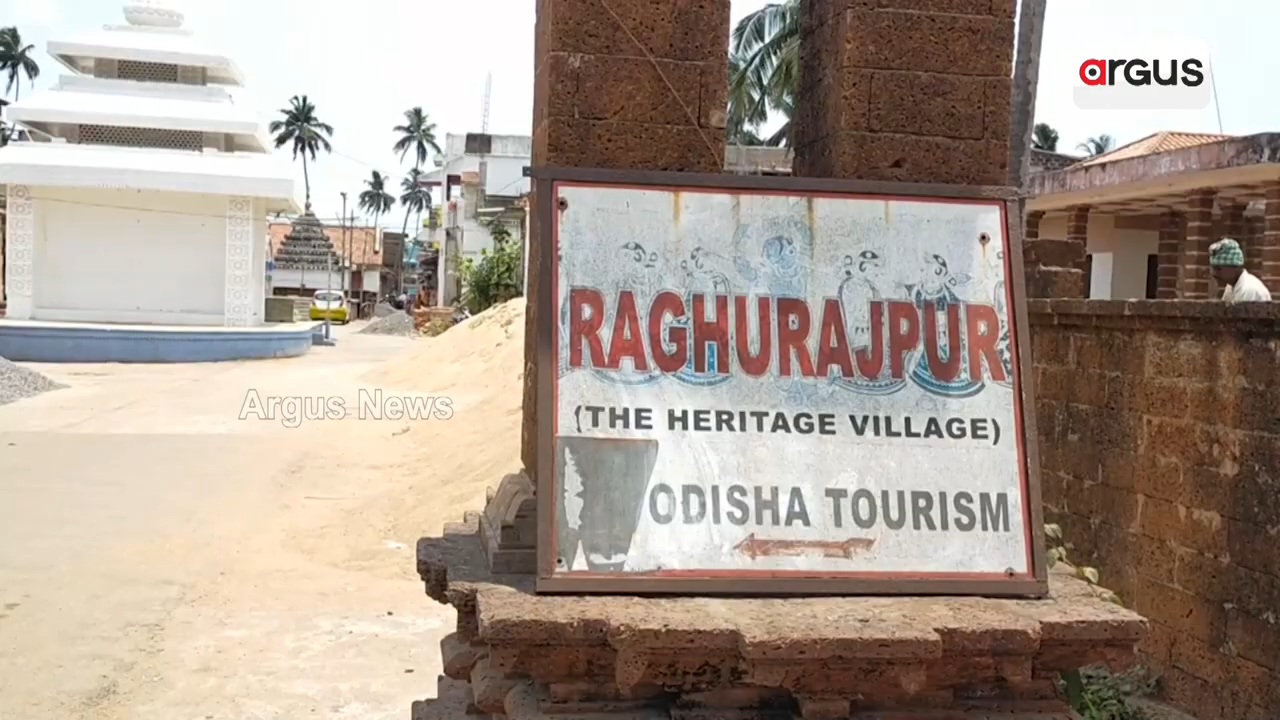 argus
RAGHURAJPUR
(THE HERITAGE VILLAGE)
Argus News
ODISHA TOURISM